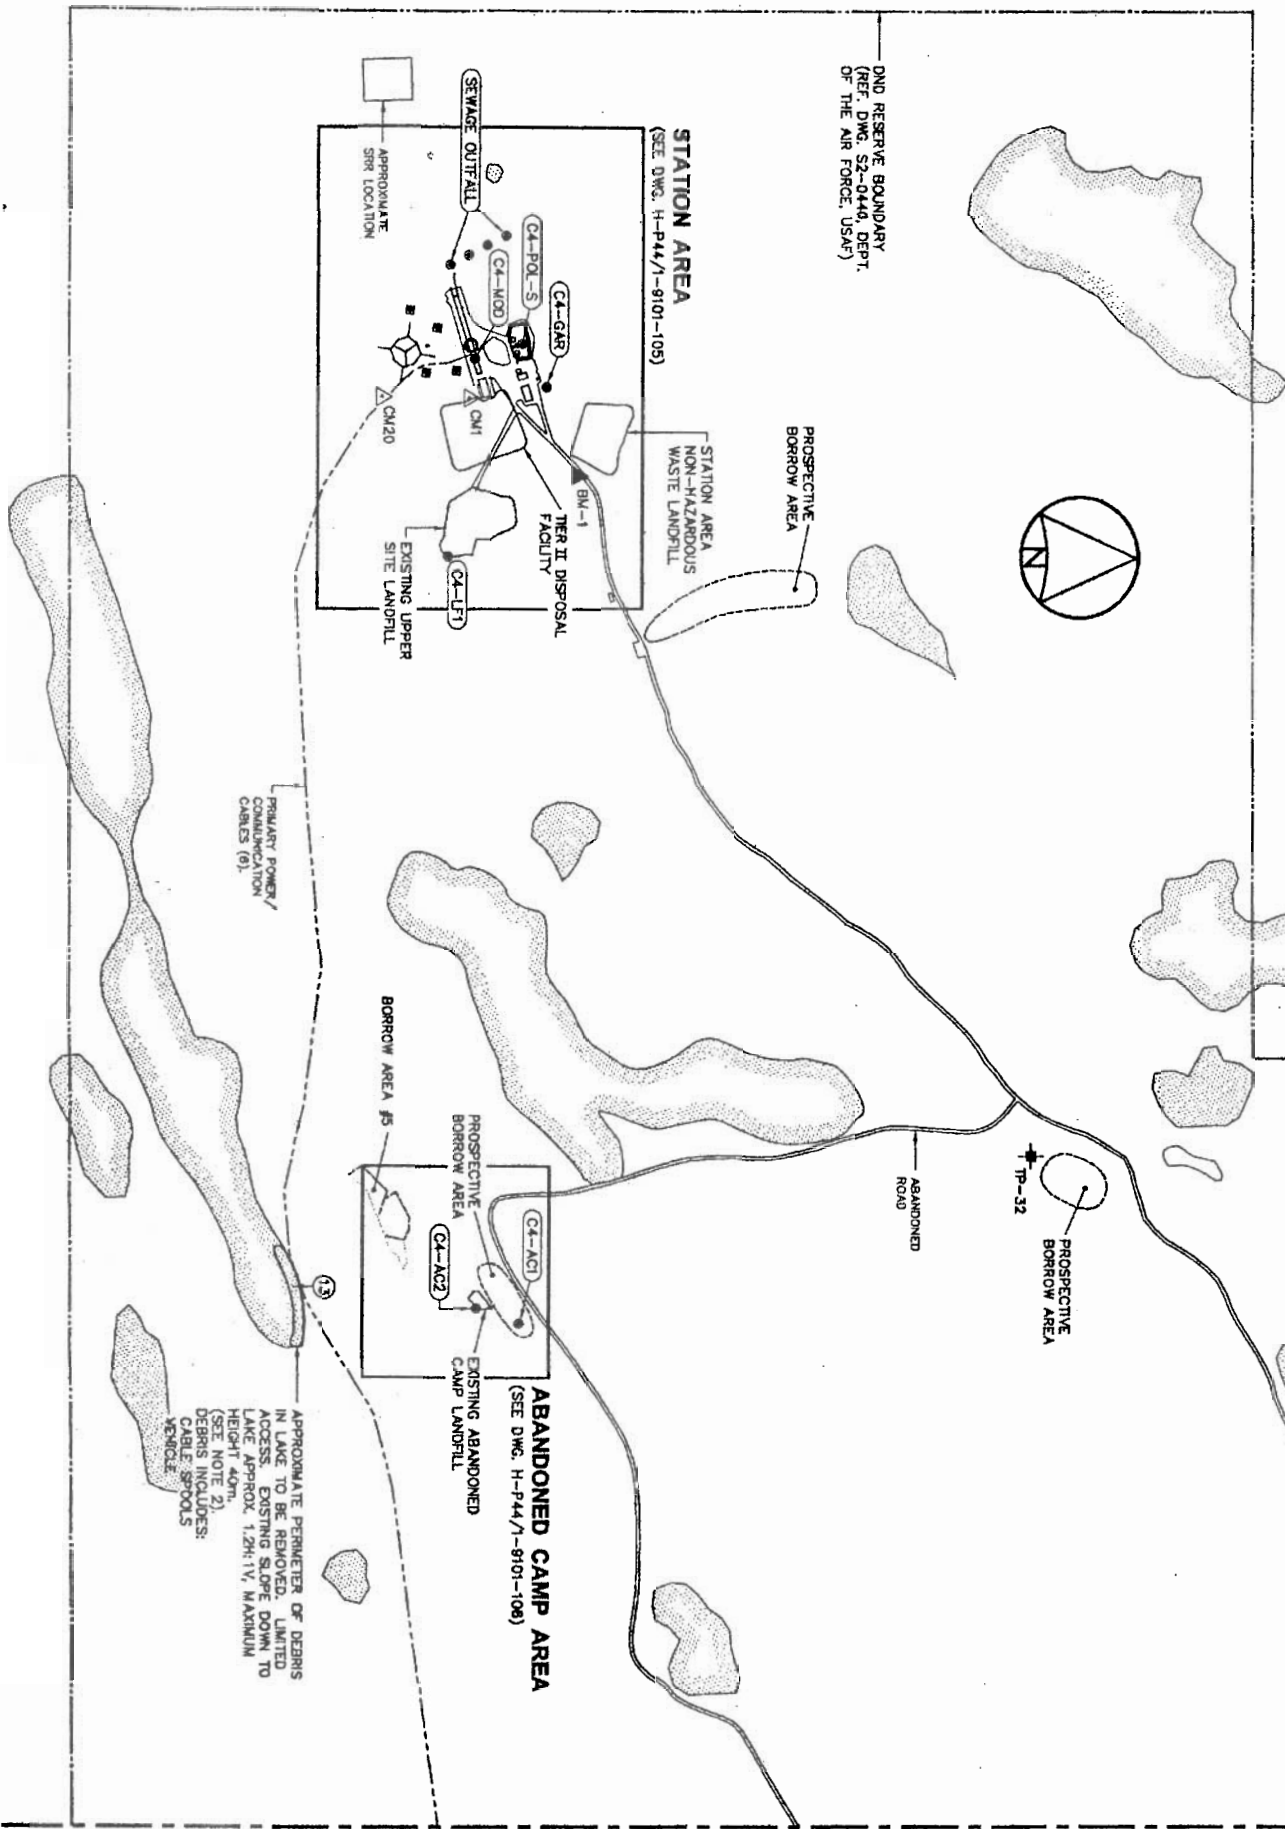 DND RESERVE BOUNDARY
(REF. DWG. S2-0440, DEPT.
OF THE AIR FORCE, USAF)
STATION AREA
(SEE DWG. H-P44/1-9101-105)
SEWAGE OUTFALL
APPROXIMATE
SRR LOCATION
C4-POL-S
C4-MOD
C4-GAR
CM1
CM20
BM-1
STATION AREA
NON-HAZARDOUS
WASTE LANDFILL
TIER II DISPOSAL
FACILITY
C4-LF1
EXISTING UPPER
SITE LANDFILL
PROSPECTIVE
BORROW AREA
N
PRIMARY POWER/
COMMUNICATION
CABLES (6).
TP-32
PROSPECTIVE
BORROW AREA
ABANDONED
ROAD
BORROW AREA #5
PROSPECTIVE
BORROW AREA
C4-AC1
C4-AC2
EXISTING ABANDONED
CAMP LANDFILL
ABANDONED CAMP AREA
(SEE DWG. H-P44/1-9101-106)
13
APPROXIMATE PERIMETER OF DEBRIS
IN LAKE TO BE REMOVED. LIMITED
ACCESS. EXISTING SLOPE DOWN TO
LAKE APPROX. 1.2H:1V, MAXIMUM
HEIGHT 40m.
(SEE NOTE 2).
DEBRIS INCLUDES:
CABLE SPOOLS
VEHICLE